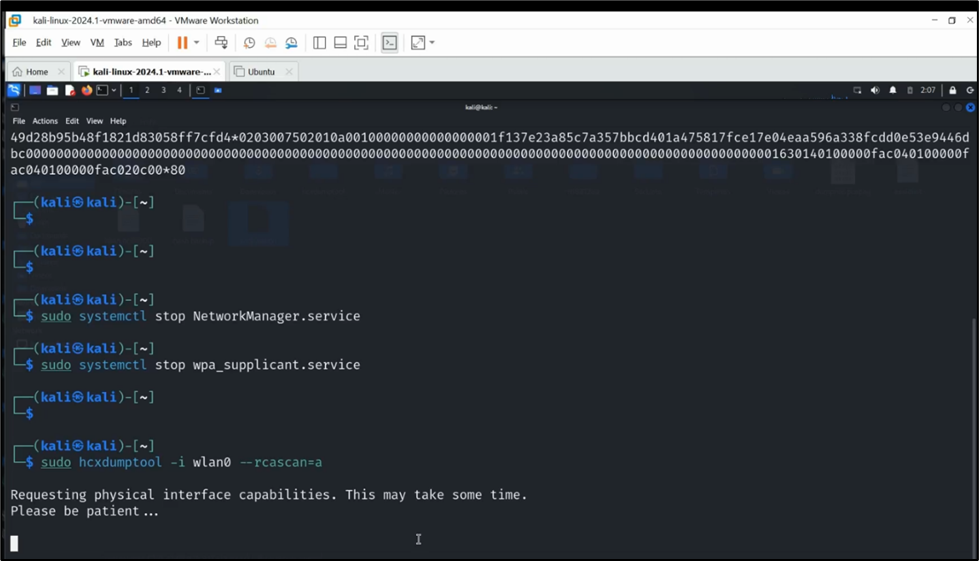 kali-linux-2024.1-vmware-amd64 - VMware Workstation
File Edit View VM Tabs Help
Home kali-linux-2024.1-vmware-... Ubuntu
1 2 3 4 2:07
kali@kali: ~
File Actions Edit View Help
┌──(kali㉿kali)-[~]
└─$
┌──(kali㉿kali)-[~]
└─$
┌──(kali㉿kali)-[~]
└─$ sudo systemctl stop NetworkManager.service
┌──(kali㉿kali)-[~]
└─$ sudo systemctl stop wpa_supplicant.service
┌──(kali㉿kali)-[~]
└─$
┌──(kali㉿kali)-[~]
└─$ sudo hcxdumptool -i wlan0 --rcascan=a
Requesting physical interface capabilities. This may take some time.
Please be patient...